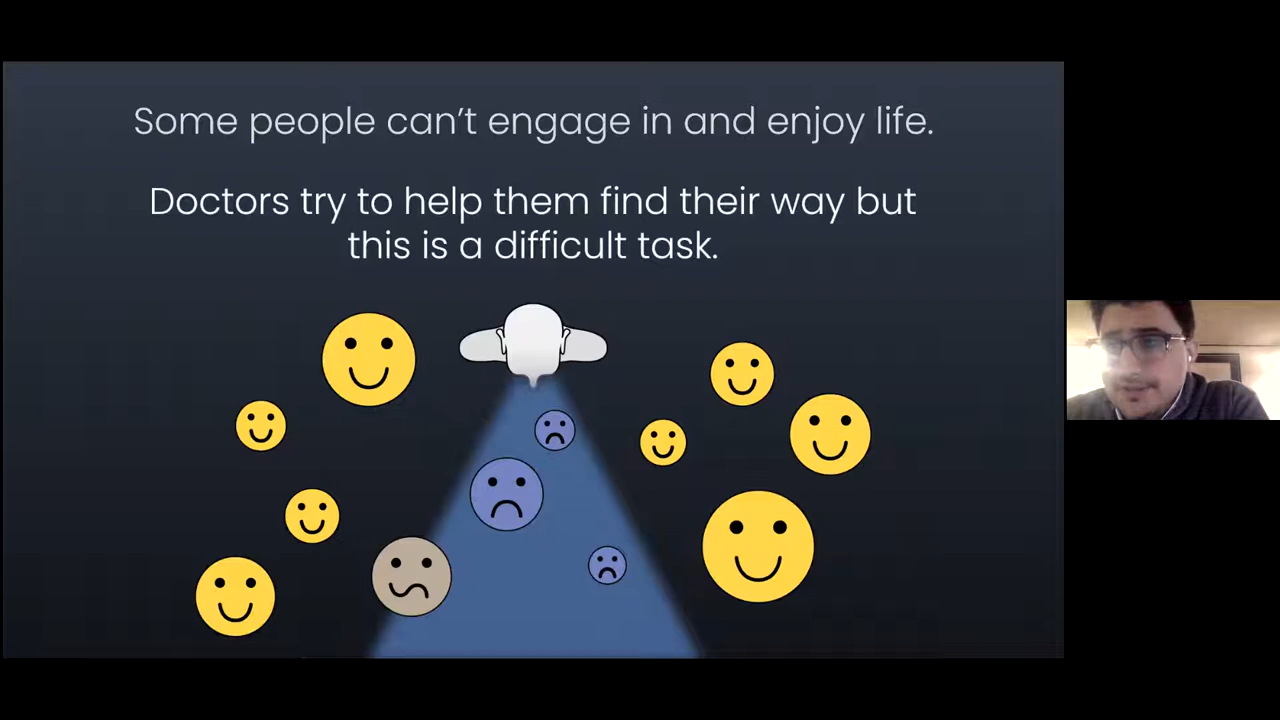 Some people can't engage in and enjoy life.
Doctors try to help them find their way but
this is a difficult task.